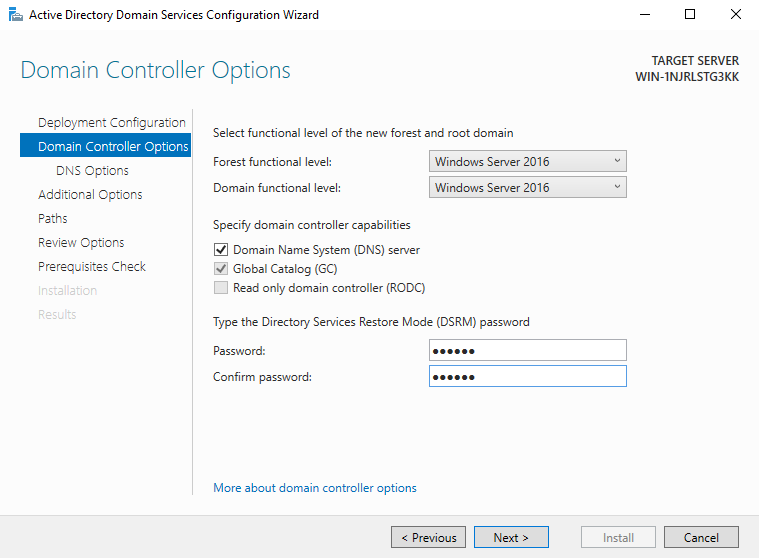 Active Directory Domain Services Configuration Wizard
Domain Controller Options
TARGET SERVER
WIN-1NJRLSTG3KK
Deployment Configuration
Domain Controller Options
DNS Options
Additional Options
Paths
Review Options
Prerequisites Check
Installation
Results
Select functional level of the new forest and root domain
Forest functional level: Windows Server 2016
Domain functional level: Windows Server 2016
Specify domain controller capabilities
Domain Name System (DNS) server
Global Catalog (GC)
Read only domain controller (RODC)
Type the Directory Services Restore Mode (DSRM) password
Password: ●●●●●●
Confirm password: ●●●●●●
More about domain controller options
< Previous Next > Install Cancel